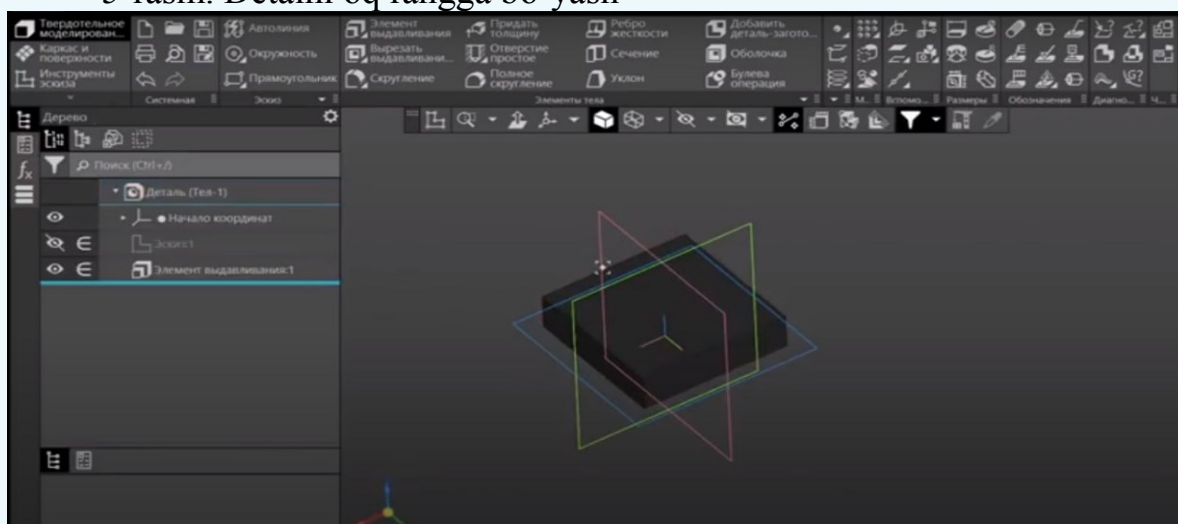 3-rasm. Detalni oq rangga bo‘yash
Твердотельное моделирован...
Каркас и поверхности
Инструменты эскиза
Системная
Автолиния
Окружность
Прямоугольник
Эскиз
Элемент выдавливания
Вырезать выдавливани...
Скругление
Придать толщину
Отверстие простое
Полное скругление
Ребро жесткости
Сечение
Уклон
Добавить деталь-загото...
Оболочка
Булева операция
Элементы тела
М...
Вспомо...
Размеры
Обозначения
Диагно...
Ч...
Дерево
Поиск (Ctrl+/)
Деталь (Тел-1)
Начало координат
Эскиз:1
Элемент выдавливания:1